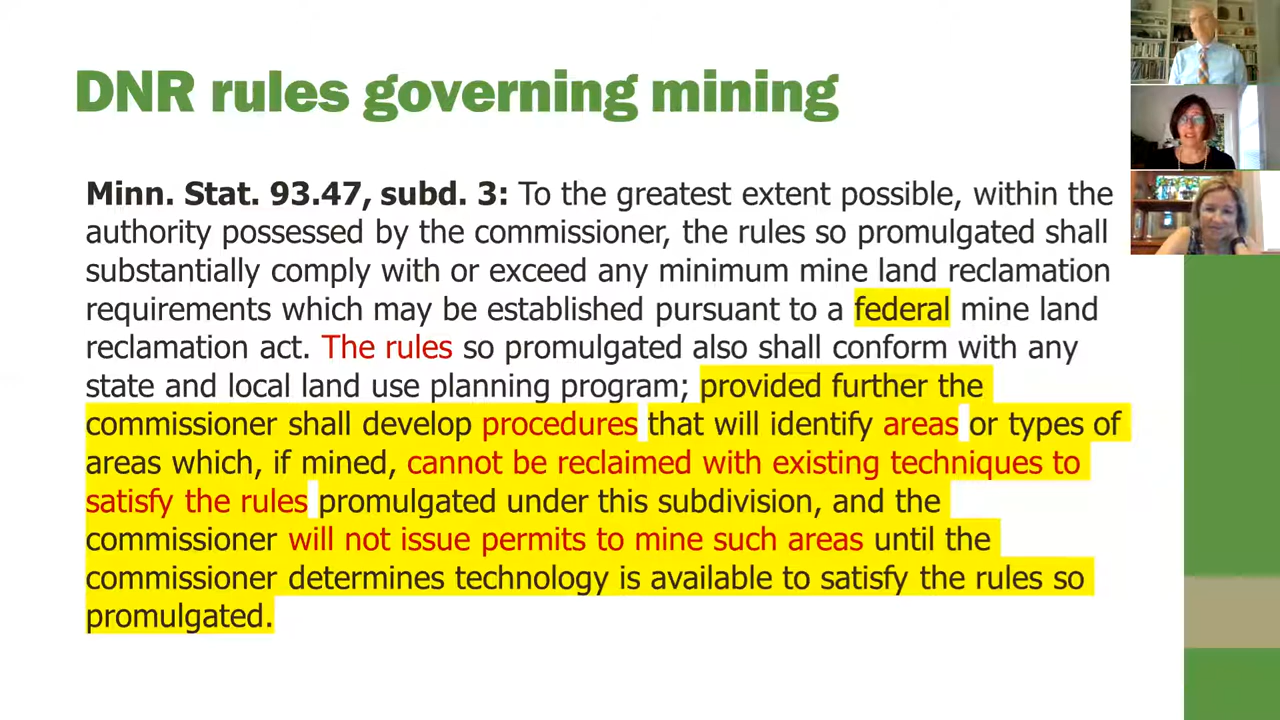 DNR rules governing mining
Minn. Stat. 93.47, subd. 3: To the greatest extent possible, within the
authority possessed by the commissioner, the rules so promulgated shall
substantially comply with or exceed any minimum mine land reclamation
requirements which may be established pursuant to a federal mine land
reclamation act. The rules so promulgated also shall conform with any
state and local land use planning program; provided further the
commissioner shall develop procedures that will identify areas or types of
areas which, if mined, cannot be reclaimed with existing techniques to
satisfy the rules promulgated under this subdivision, and the
commissioner will not issue permits to mine such areas until the
commissioner determines technology is available to satisfy the rules so
promulgated.